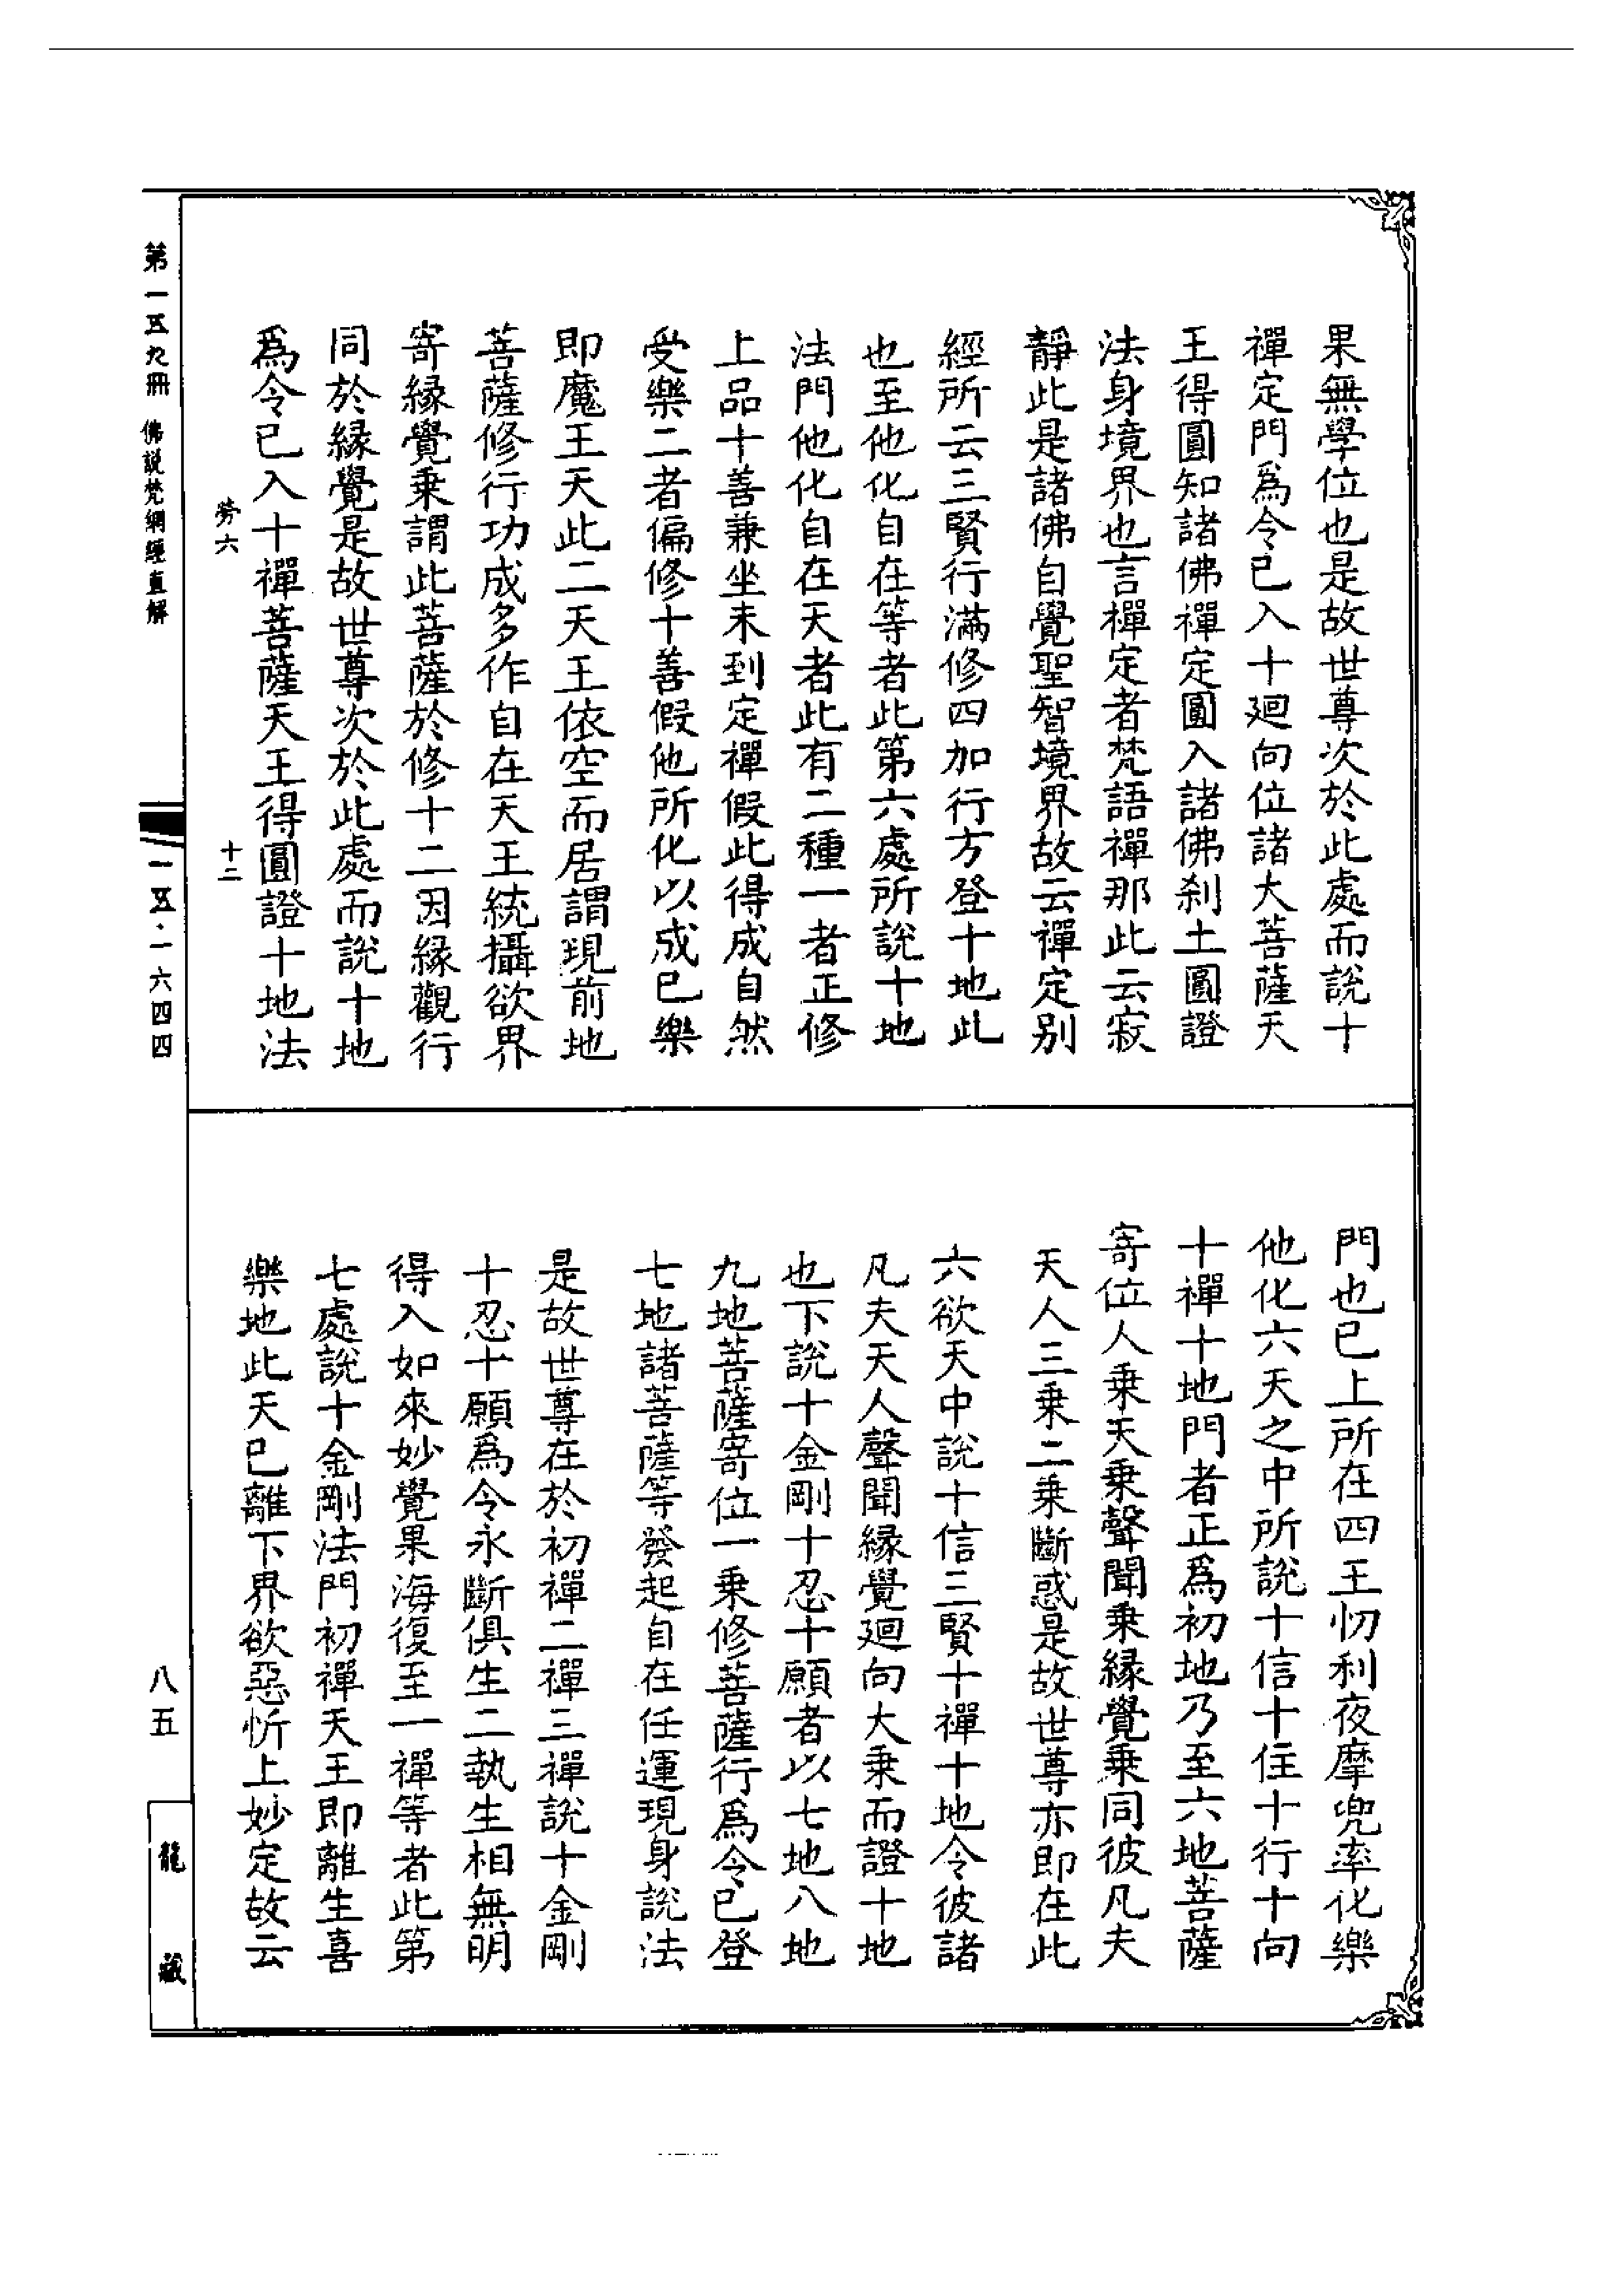 果無學位也是故世尊次於此處而說十
禪定門爲令已入十廻向位諸大菩薩天
王得圓知諸佛禪定圓入諸佛刹土圓證
法身境界也言禪定者梵語禪那此云寂
靜此是諸佛自覺聖智境界故云禪定别
經所云三賢行滿修四加行方登十地此
也至他化自在等者此第六處所說十地
法門他化自在天者此有二種一者正修
上品十善兼坐未到定禪假此得成自然
受樂二者偏修十善假他所化以成已樂
即魔王天此二天王依空而居謂現前地
菩薩修行功成多作自在天王統攝欲界
寄緣覺乗謂此菩薩於修十二因緣觀行
同於緣覺是故世尊次於此處而說十地
爲令已入十禪菩薩天王得圓證十地法
門也已上所在四王忉利夜摩兜率化樂
他化六天之中所說十信十住十行十向
十禪十地門者正爲初地乃至六地菩薩
寄位人乗天乗聲聞乗緣覺乗同彼凡夫
天人三乗二乗斷惑是故世尊亦即在此
六欲天中說十信三賢十禪十地令彼諸
凡夫天人聲聞緣覺廻向大乗而證十地
也下說十金剛十忍十願者以七地八地
九地菩薩寄位一乗修菩薩行爲令已登
七地諸菩薩等發起自在任運現身說法
是故世尊在於初禪二禪三禪說十金剛
十忍十願爲令永斷俱生二執生相無明
得入如來妙覺果海復至一禪等者此第
七處說十金剛法門初禪天王即離生喜
樂地此天已離下界欲惡忻上妙定故云
勞六
十二
第一五九冊 佛說梵網經直解
一五·一六四四
八五
龍藏